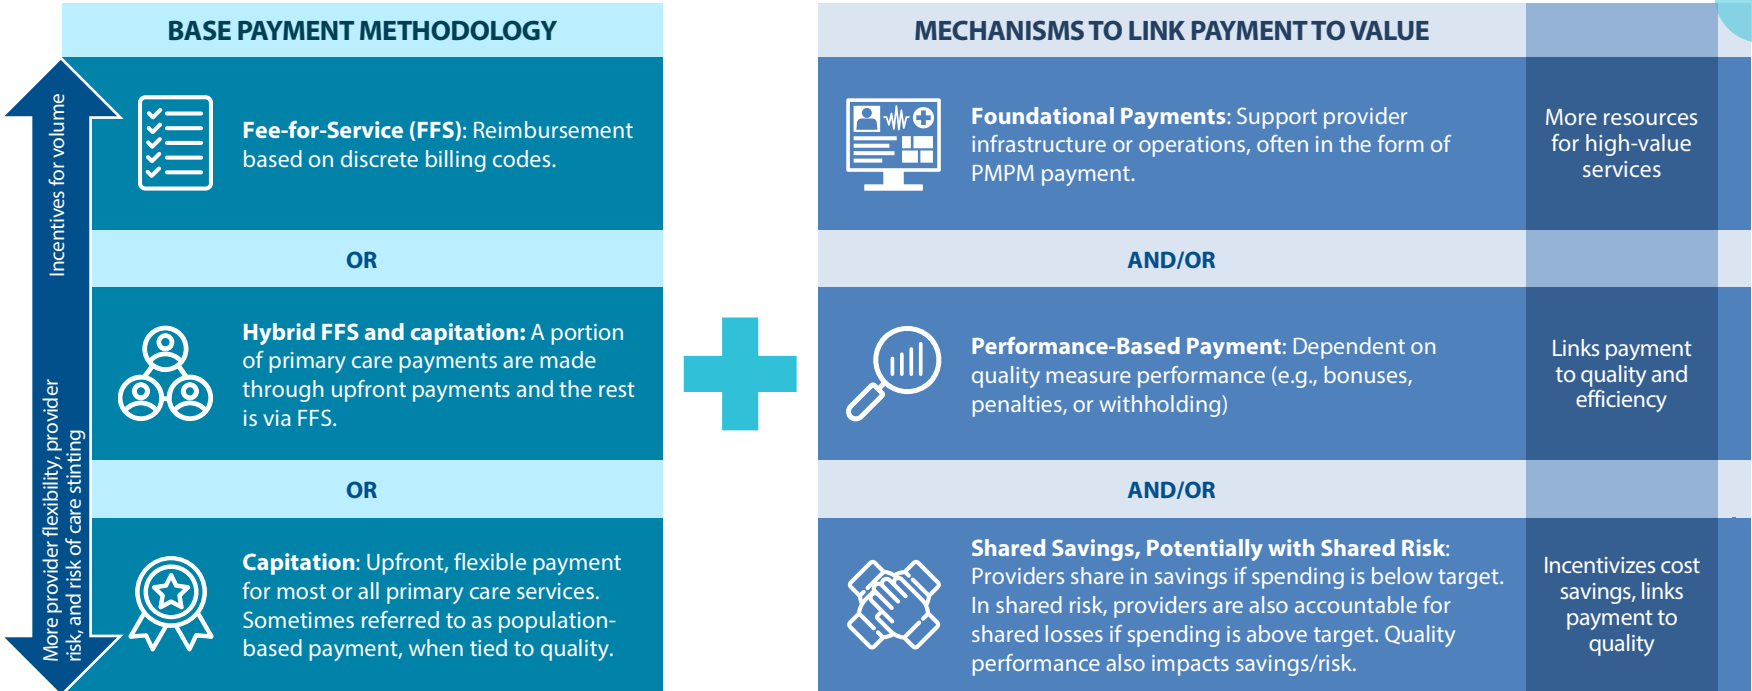 BASE PAYMENT METHODOLOGY
Incentives for volume
More provider flexibility, provider
risk, and risk of care stinting
Fee-for-Service (FFS): Reimbursement
based on discrete billing codes.
OR
Hybrid FFS and capitation: A portion
of primary care payments are made
through upfront payments and the rest
is via FFS.
OR
Capitation: Upfront, flexible payment
for most or all primary care services.
Sometimes referred to as population-
based payment, when tied to quality.
MECHANISMS TO LINK PAYMENT TO VALUE
Foundational Payments: Support provider
infrastructure or operations, often in the form of
PMPM payment.
More resources
for high-value
services
AND/OR
Performance-Based Payment: Dependent on
quality measure performance (e.g., bonuses,
penalties, or withholding)
Links payment
to quality and
efficiency
AND/OR
Shared Savings, Potentially with Shared Risk:
Providers share in savings if spending is below target.
In shared risk, providers are also accountable for
shared losses if spending is above target. Quality
performance also impacts savings/risk.
Incentivizes cost
savings, links
payment to
quality